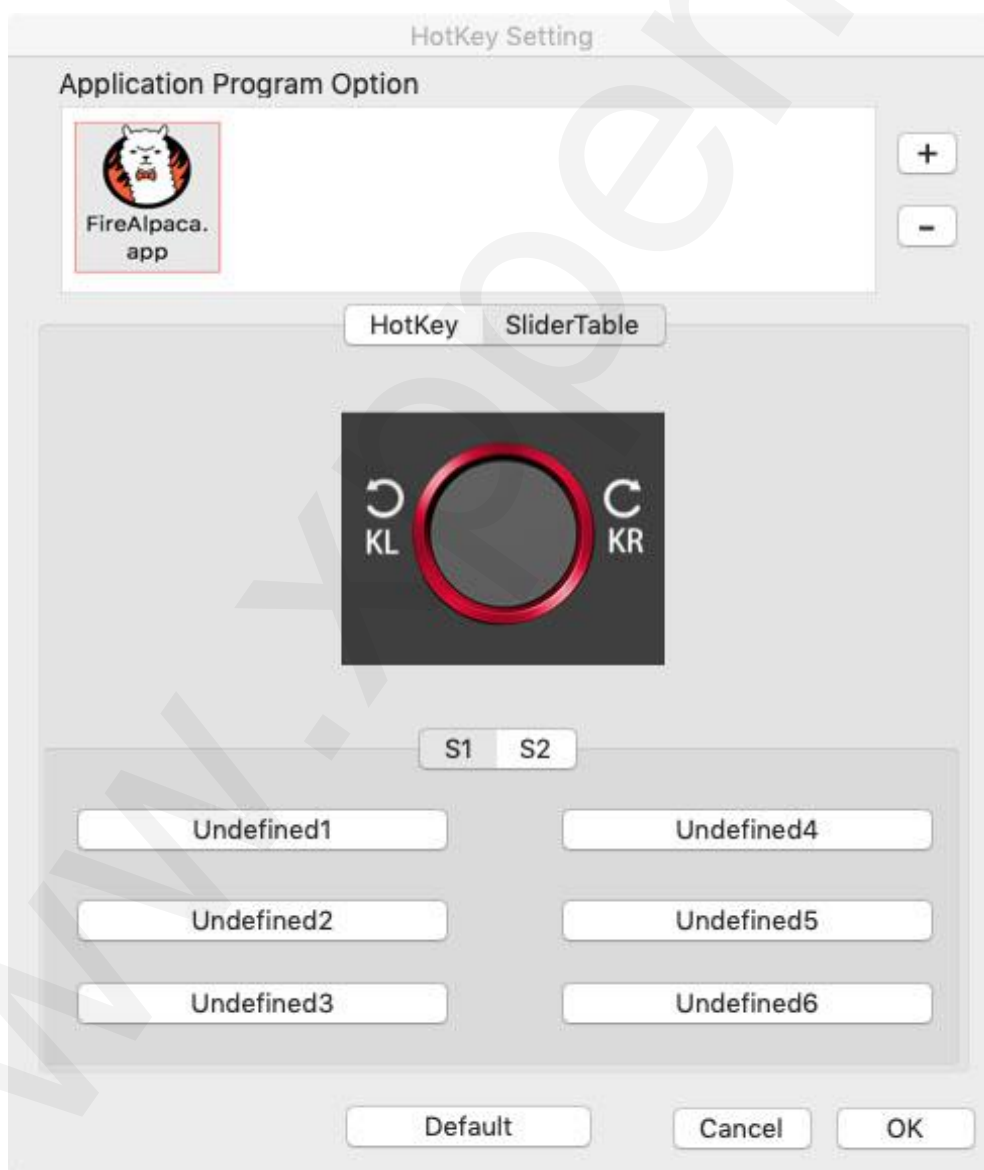 HotKey Setting
Application Program Option
FireAlpaca.
app
+
-
HotKey SliderTable
KL KR
S1 S2
Undefined1 Undefined4
Undefined2 Undefined5
Undefined3 Undefined6
Default Cancel OK